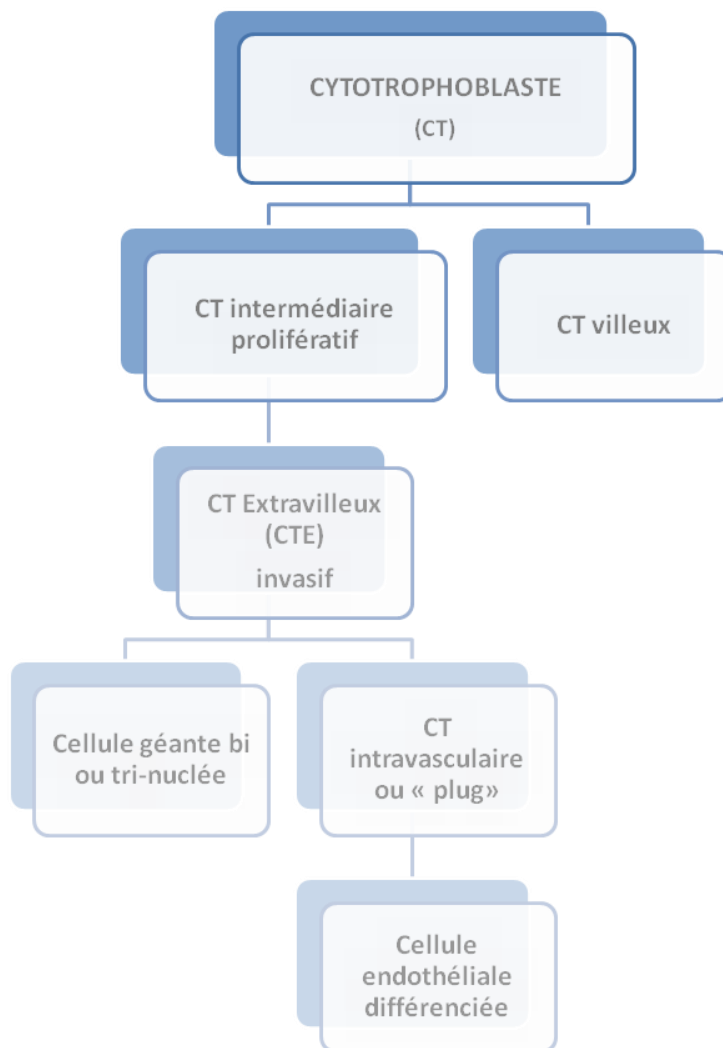 CYTOTROPHOBLASTE
(CT)
CT intermédiaire
prolifératif
CT villeux
CT Extravilleux
(CTE)
invasif
Cellule géante bi
ou tri-nuclée
CT
intravasculaire
ou « plug»
Cellule
endothéliale
différenciée